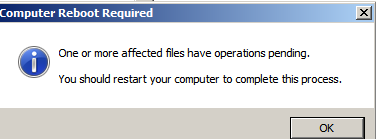 Computer Reboot Required
One or more affected files have operations pending.
You should restart your computer to complete this process.
OK